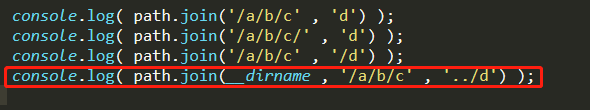 console.log( path.join('/a/b/c' , 'd') );
console.log( path.join('/a/b/c/' , 'd') );
console.log( path.join('/a/b/c' , '/d') );
console.log( path.join(__dirname , '/a/b/c' , '../d') );